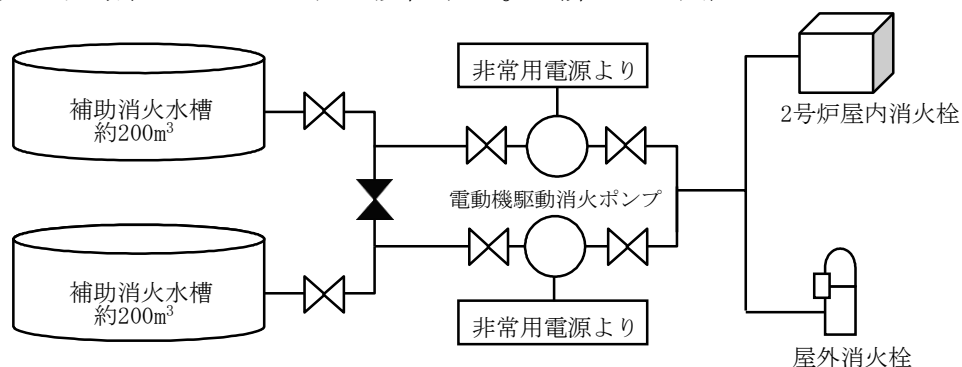 非常用電源より
補助消火水槽
約200m³
2号炉屋内消火栓
電動機駆動消火ポンプ
補助消火水槽
約200m³
非常用電源より
屋外消火栓